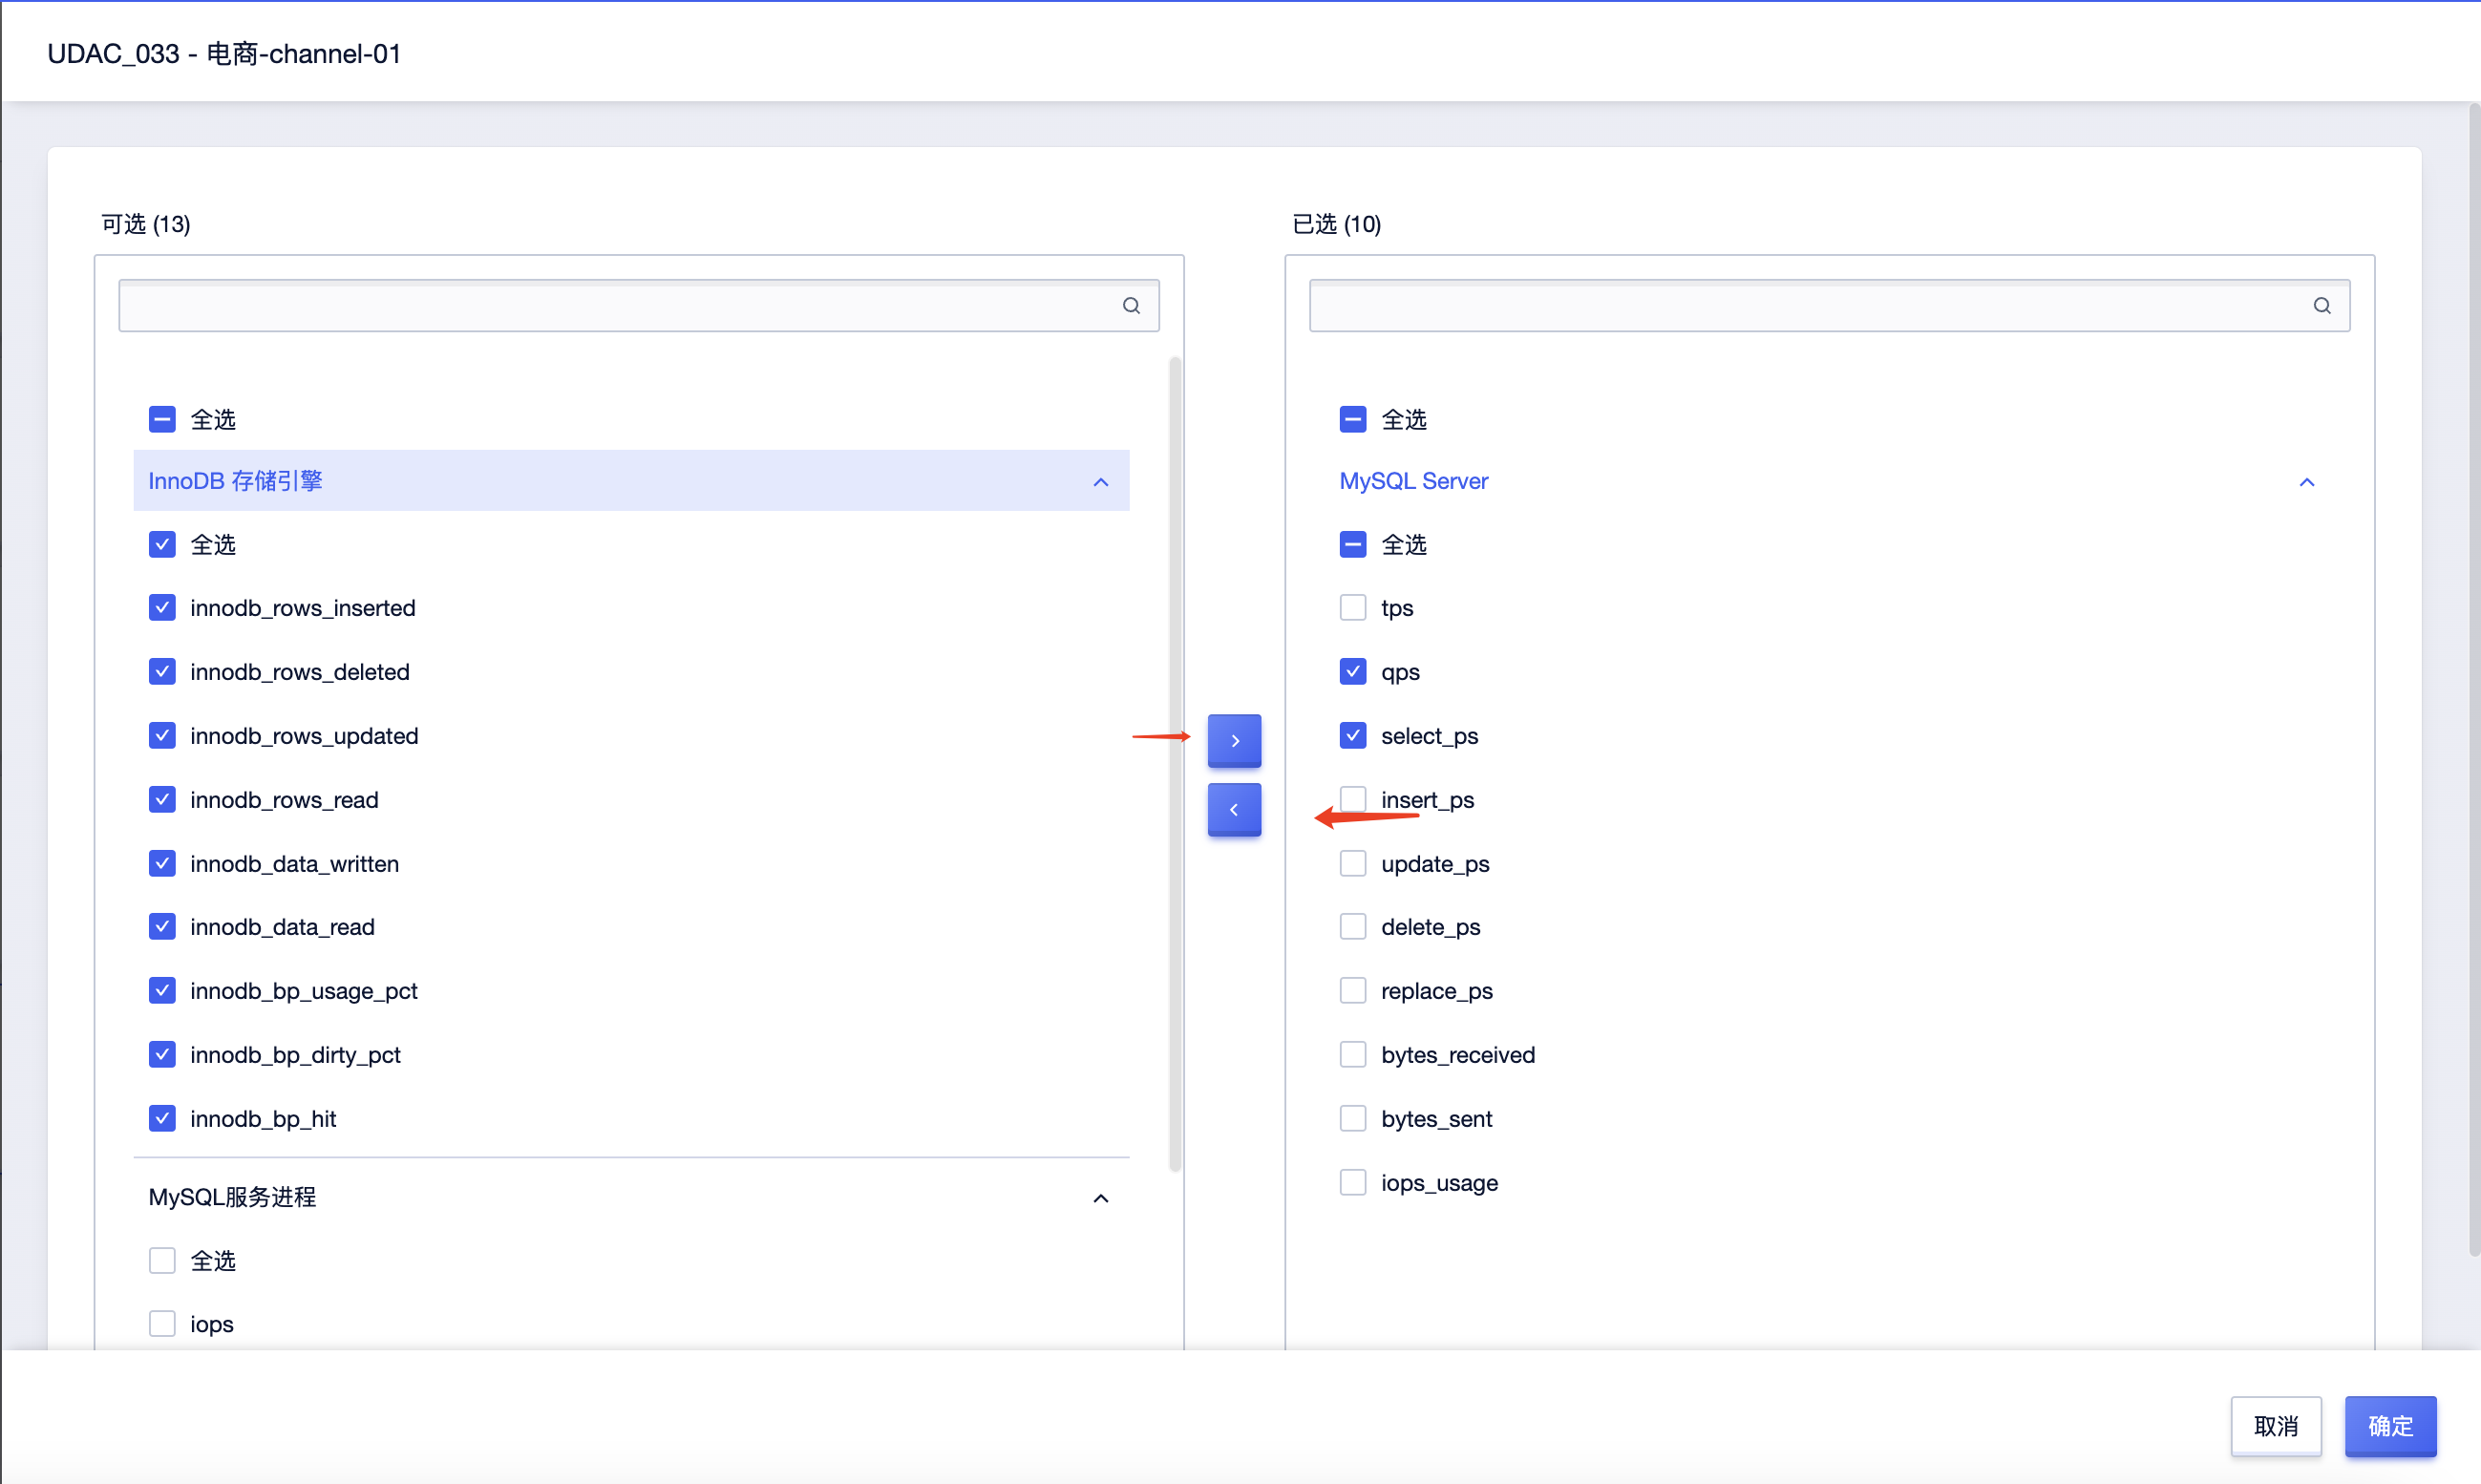 UDAC_033 - 电商-channel-01
可选 (13)
全选
InnoDB 存储引擎
全选
innodb_rows_inserted
innodb_rows_deleted
innodb_rows_updated
innodb_rows_read
innodb_data_written
innodb_data_read
innodb_bp_usage_pct
innodb_bp_dirty_pct
innodb_bp_hit
MySQL服务进程
全选
iops
已选 (10)
全选
MySQL Server
全选
tps
qps
select_ps
insert_ps
update_ps
delete_ps
replace_ps
bytes_received
bytes_sent
iops_usage
取消
确定